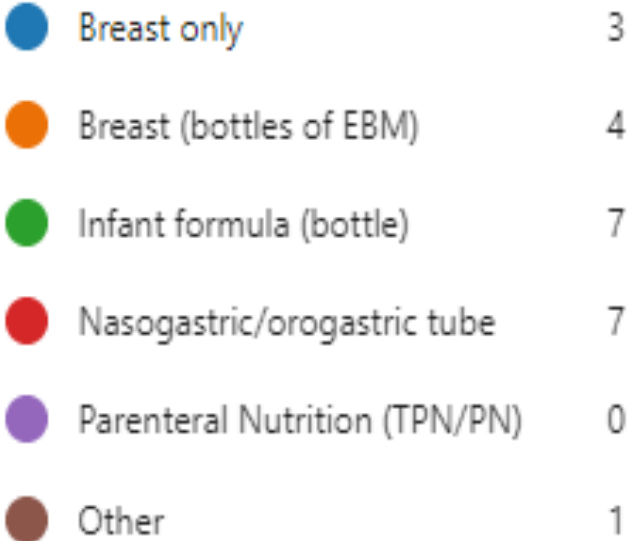 Breast only 3
Breast (bottles of EBM) 4
Infant formula (bottle) 7
Nasogastric/orogastric tube 7
Parenteral Nutrition (TPN/PN) 0
Other 1